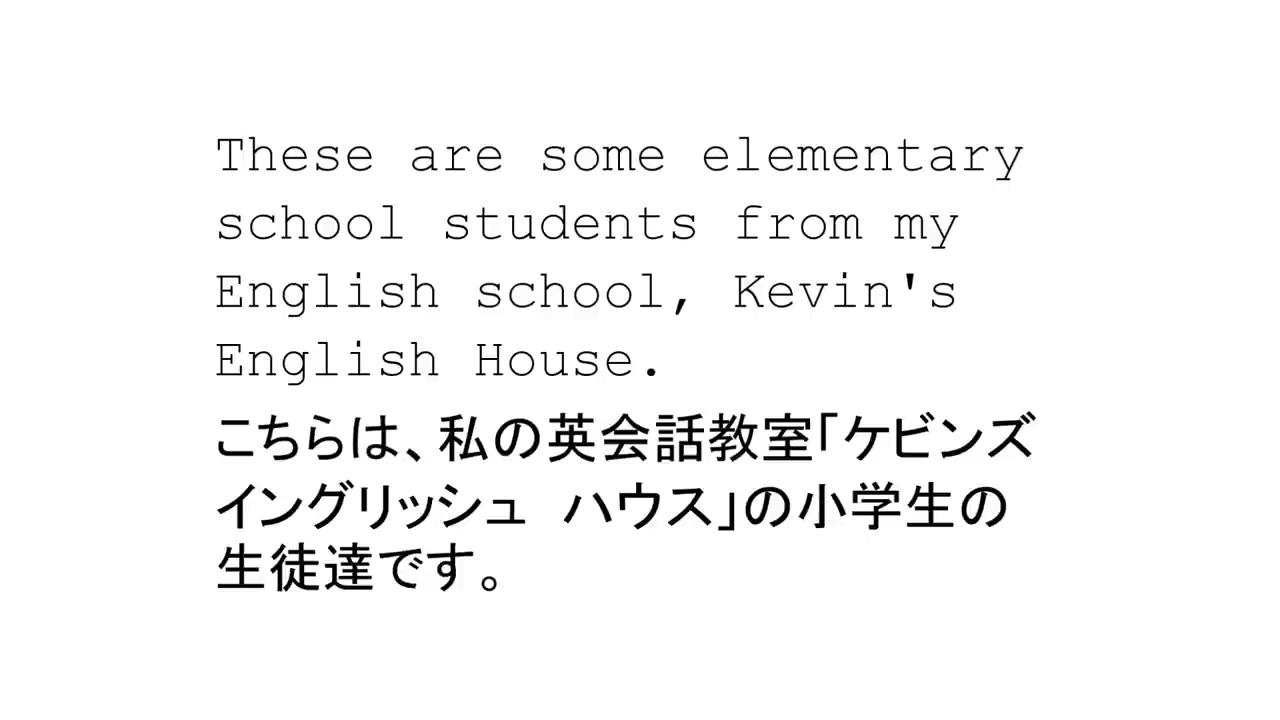 These are some elementary
school students from my
English school, Kevin's
English House.
こちらは、私の英会話教室「ケビンズ
イングリッシュ　ハウス」の小学生の
生徒達です。